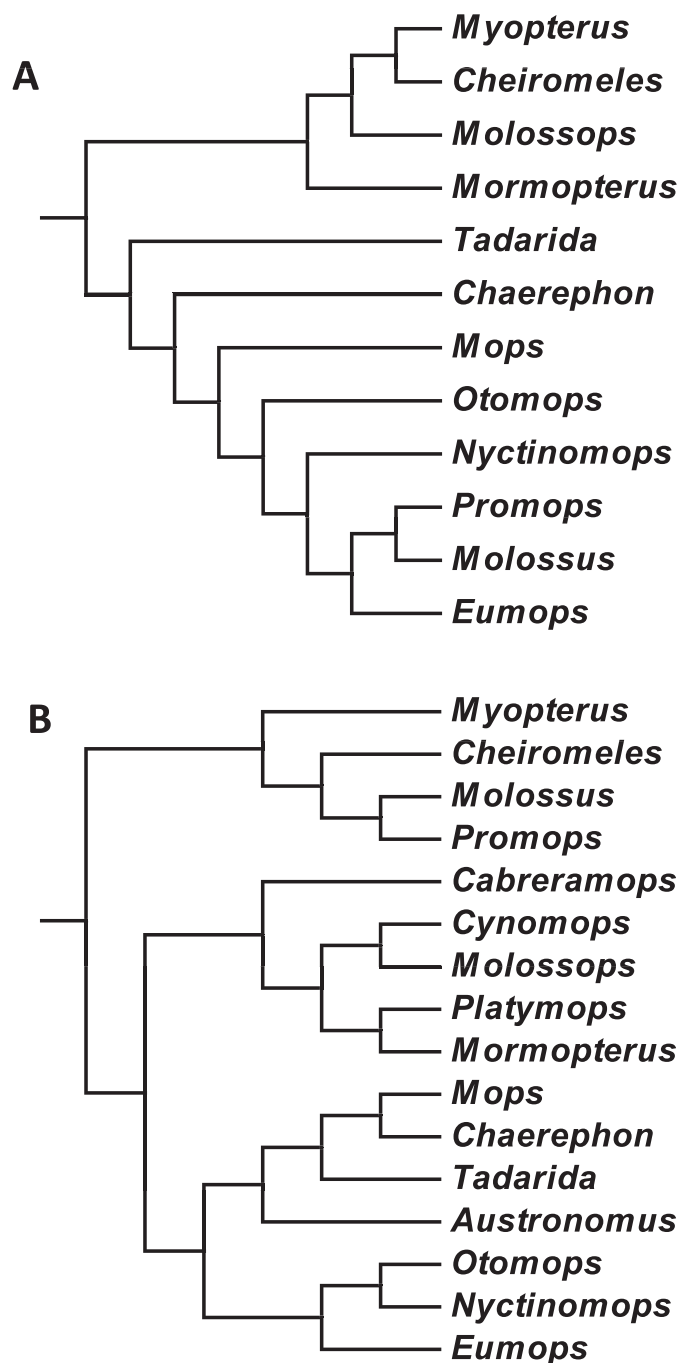 Myopterus
A
Cheiromeles
Molossops
Mormopterus
Tadarida
Chaerephon
Mops
Otomops
Nyctinomops
Promops
Molossus
Eumops
B
Myopterus
Cheiromeles
Molossus
Promops
Cabreramops
Cynomops
Molossops
Platymops
Mormopterus
Mops
Chaerephon
Tadarida
Austronomus
Otomops
Nyctinomops
Eumops